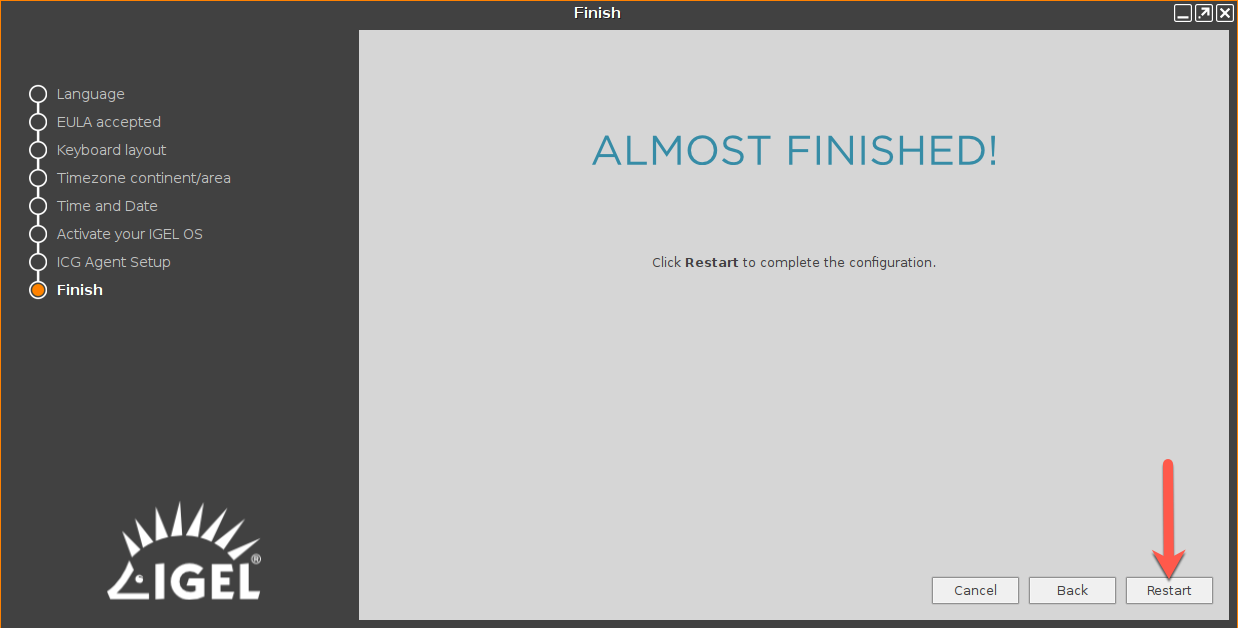 Finish
Language
EULA accepted
Keyboard layout
Timezone continent/area
Time and Date
Activate your IGEL OS
ICG Agent Setup
Finish
ALMOST FINISHED!
Click Restart to complete the configuration.
IGEL®
Cancel
Back
Restart